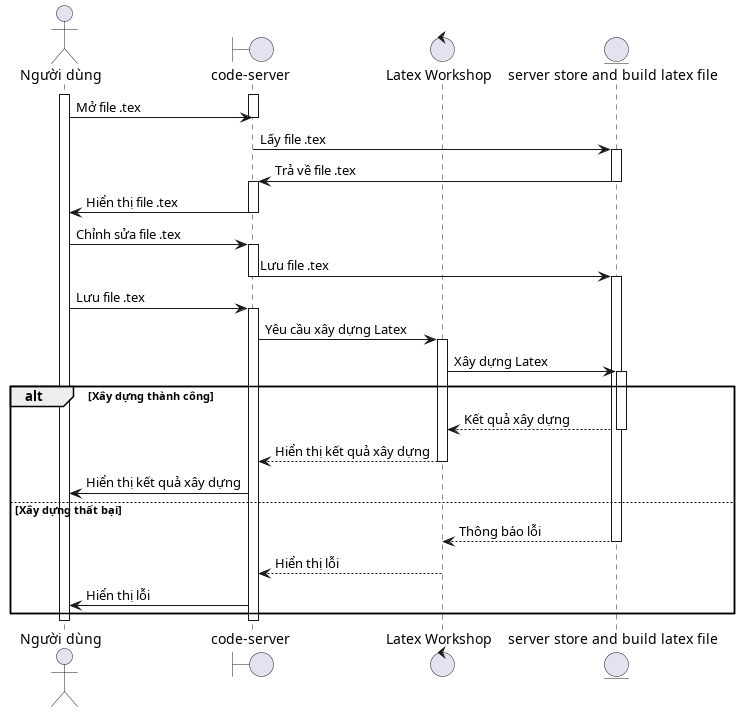 Người dùng
code-server
Latex Workshop
server store and build latex file
Mở file .tex
Lấy file .tex
Trả về file .tex
Hiển thị file .tex
Chỉnh sửa file .tex
Lưu file .tex
Lưu file .tex
Yêu cầu xây dựng Latex
Xây dựng Latex
alt
[Xây dựng thành công]
Kết quả xây dựng
Hiển thị kết quả xây dựng
Hiển thị kết quả xây dựng
[Xây dựng thất bại]
Thông báo lỗi
Hiển thị lỗi
Hiển thị lỗi
Người dùng
code-server
Latex Workshop
server store and build latex file